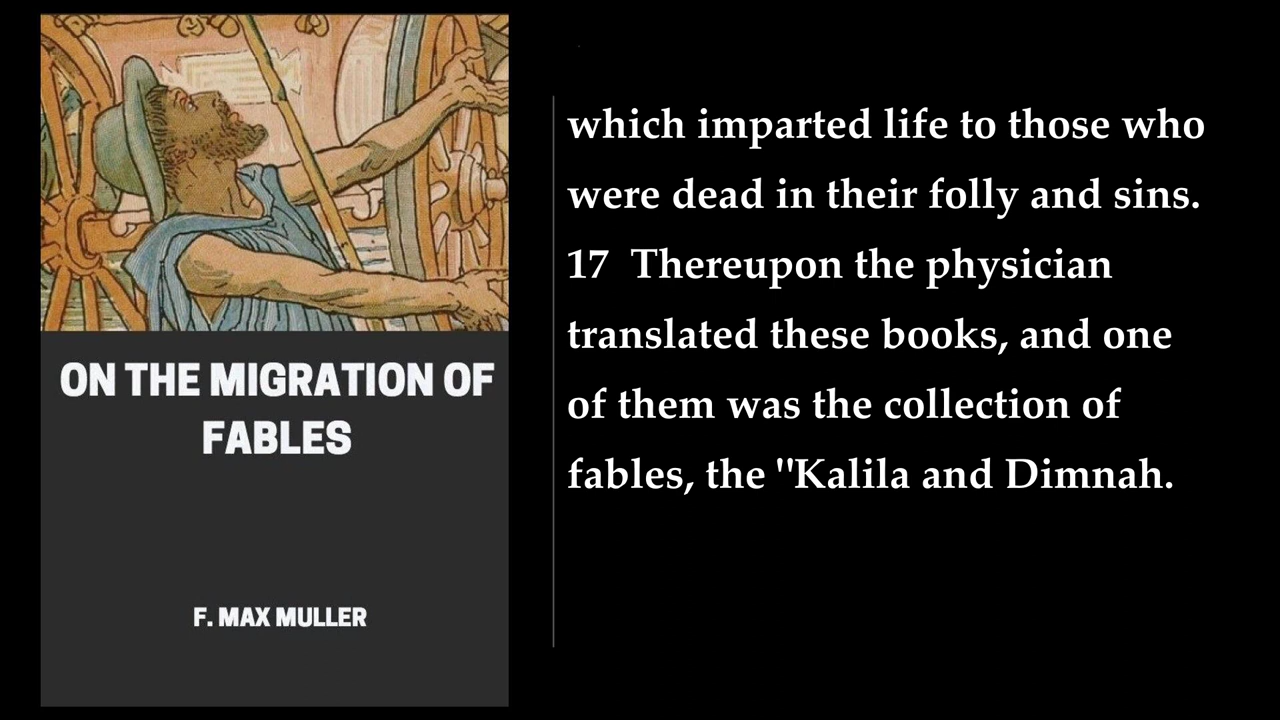 ON THE MIGRATION OF
FABLES
F. MAX MULLER
which imparted life to those who
were dead in their folly and sins.
17  Thereupon the physician
translated these books, and one
of them was the collection of
fables, the "Kalila and Dimnah.